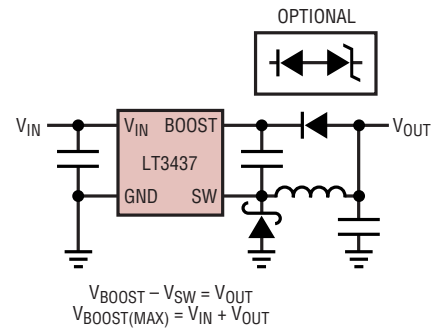 OPTIONAL
VIN
VIN BOOST
VOUT
LT3437
GND SW
VBOOST – VSW = VOUT
VBOOST(MAX) = VIN + VOUT